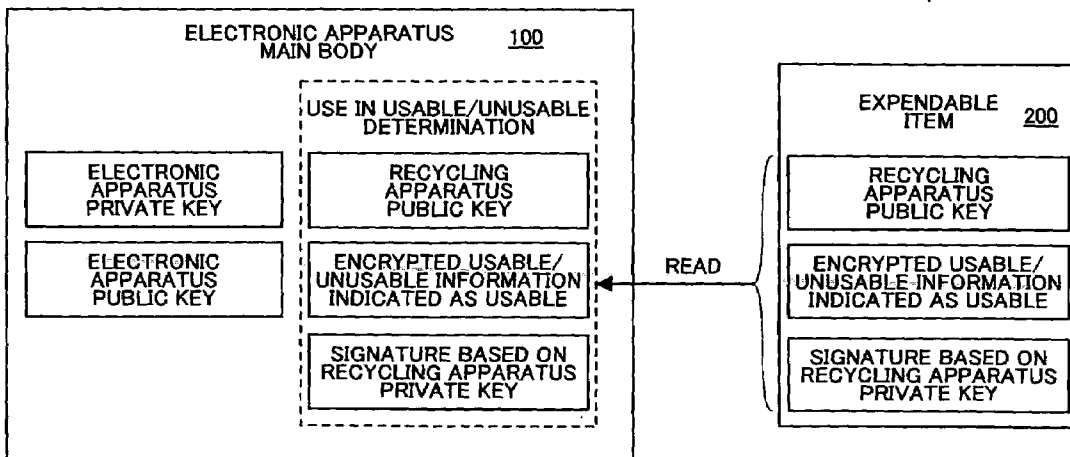 ELECTRONIC APPARATUS
MAIN BODY
100
USE IN USABLE/UNUSABLE
DETERMINATION
ELECTRONIC
APPARATUS
PRIVATE KEY
RECYCLING
APPARATUS
PUBLIC KEY
ELECTRONIC
APPARATUS
PUBLIC KEY
ENCRYPTED USABLE/
UNUSABLE INFORMATION
INDICATED AS USABLE
SIGNATURE BASED ON
RECYCLING APPARATUS
PRIVATE KEY
READ
EXPENDABLE
ITEM
200
RECYCLING
APPARATUS
PUBLIC KEY
ENCRYPTED USABLE/
UNUSABLE INFORMATION
INDICATED AS USABLE
SIGNATURE BASED ON
RECYCLING APPARATUS
PRIVATE KEY